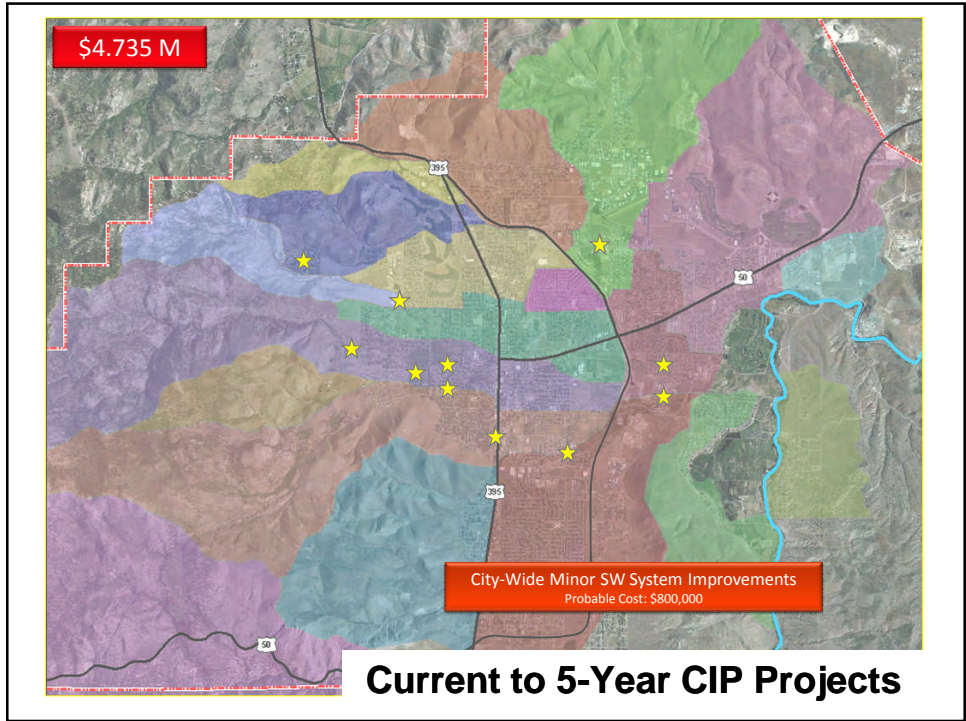 $4.735 M
395
50
395
City-Wide Minor SW System Improvements
Probable Cost: $800,000
50
Current to 5-Year CIP Projects